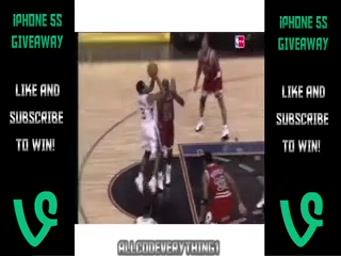 IPHONE 5S
GIVEAWAY
LIKE AND
SUBSCRIBE
TO WIN!
IPHONE 5S
GIVEAWAY
LIKE AND
SUBSCRIBE
TO WIN!
ALLCODEVERYTHING1